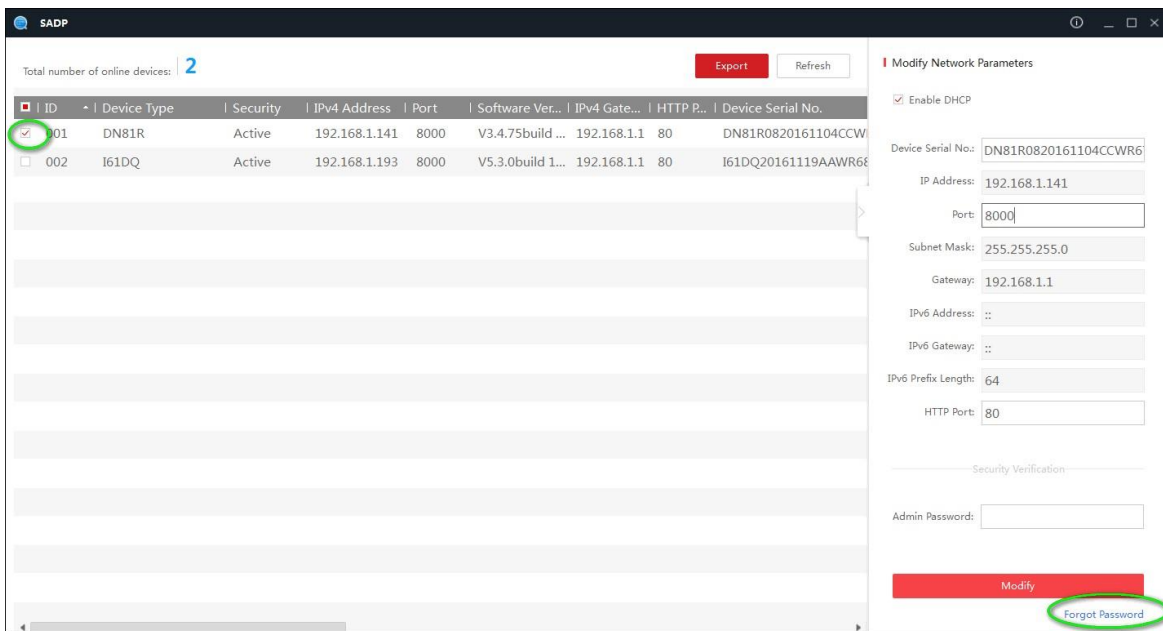 SADP
Total number of online devices: 2
Export
Refresh
ID Device Type Security IPv4 Address Port Software Ver... IPv4 Gate... HTTP P... Device Serial No.
001 DN81R Active 192.168.1.141 8000 V3.4.75build ... 192.168.1.1 80 DN81R0820161104CCW
002 I61DQ Active 192.168.1.193 8000 V5.3.0build 1... 192.168.1.1 80 I61DQ20161119AAWR68
Modify Network Parameters
Enable DHCP
Device Serial No.: DN81R0820161104CCWR6
IP Address: 192.168.1.141
Port: 8000
Subnet Mask: 255.255.255.0
Gateway: 192.168.1.1
IPv6 Address: ::
IPv6 Gateway: ::
IPv6 Prefix Length: 64
HTTP Port: 80
Security Verification
Admin Password:
Modify
Forgot Password